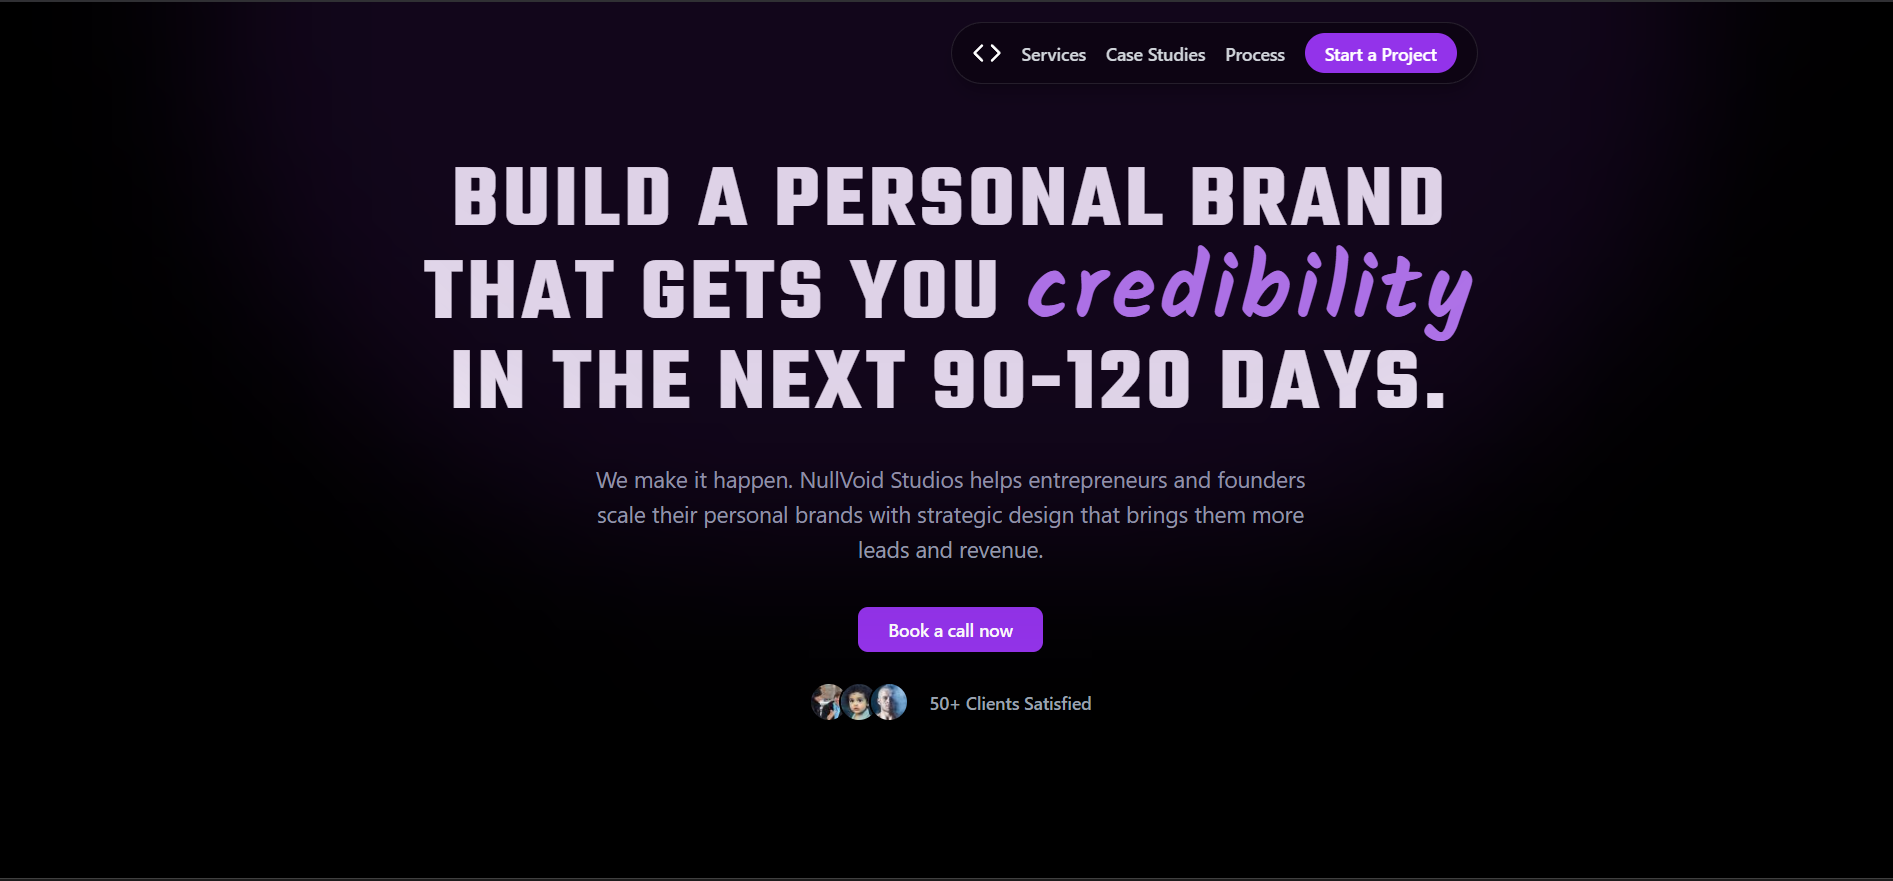 Services Case Studies Process Start a Project
BUILD A PERSONAL BRAND
THAT GETS YOU credibility
IN THE NEXT 90-120 DAYS.
We make it happen. NullVoid Studios helps entrepreneurs and founders
scale their personal brands with strategic design that brings them more
leads and revenue.
Book a call now
50+ Clients Satisfied